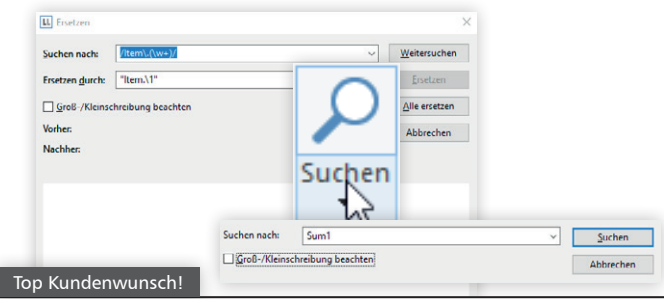 LL Ersetzen
Suchen nach: /Item\.(\w+)/ Weitersuchen
Ersetzen durch: "Item.\1" Ersetzen
Groß-/Kleinschreibung beachten Alle ersetzen
Vorher: Abbrechen
Nachher:
Suchen
Suchen nach: Sum1 Suchen
Groß-/Kleinschreibung beachten Abbrechen
Top Kundenwunsch!